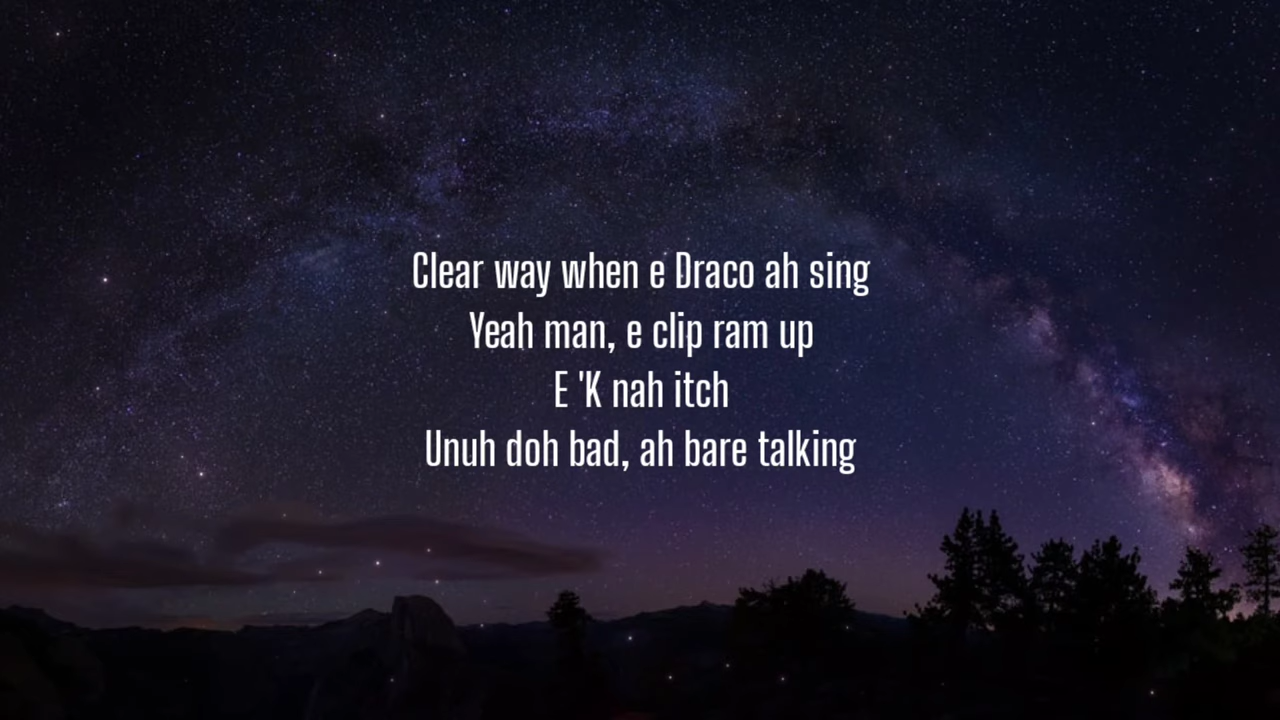 Clear way when e Draco ah sing
Yeah man, e clip ram up
E 'K nah itch
Unuh doh bad, ah bare talking